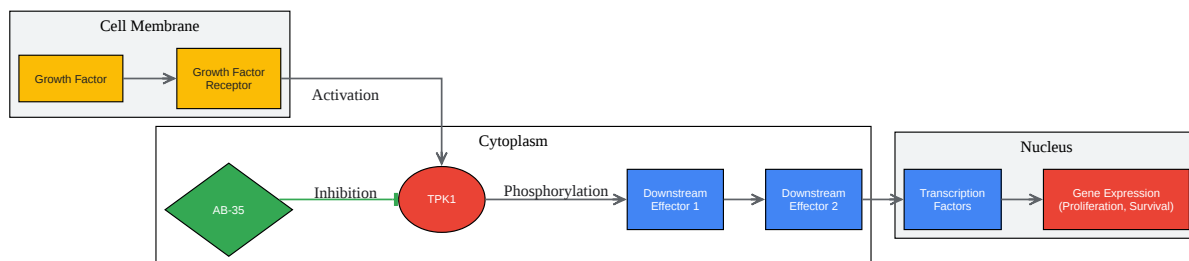 Cell Membrane
Growth Factor
Growth Factor
Receptor
Activation
Cytoplasm
AB-35
Inhibition
TPK1
Phosphorylation
Downstream
Effector 1
Downstream
Effector 2
Nucleus
Transcription
Factors
Gene Expression
(Proliferation, Survival)